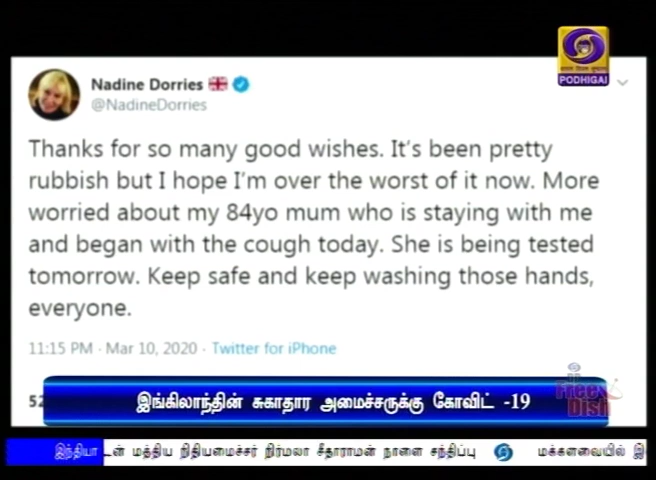 PODHIGAI
Nadine Dorries
@NadineDorries
Thanks for so many good wishes. It's been pretty
rubbish but I hope I'm over the worst of it now. More
worried about my 84yo mum who is staying with me
and began with the cough today. She is being tested
tomorrow. Keep safe and keep washing those hands,
everyone.
11:15 PM · Mar 10, 2020 · Twitter for iPhone
இங்கிலாந்தின் சுகாதார அமைச்சருக்கு கோவிட் -19
Free
Dish
இந்தியா டன் மத்திய நிதியமைச்சர் நிர்மலா சீதாராமன் நாளை சந்திப்பு மக்களவையில்